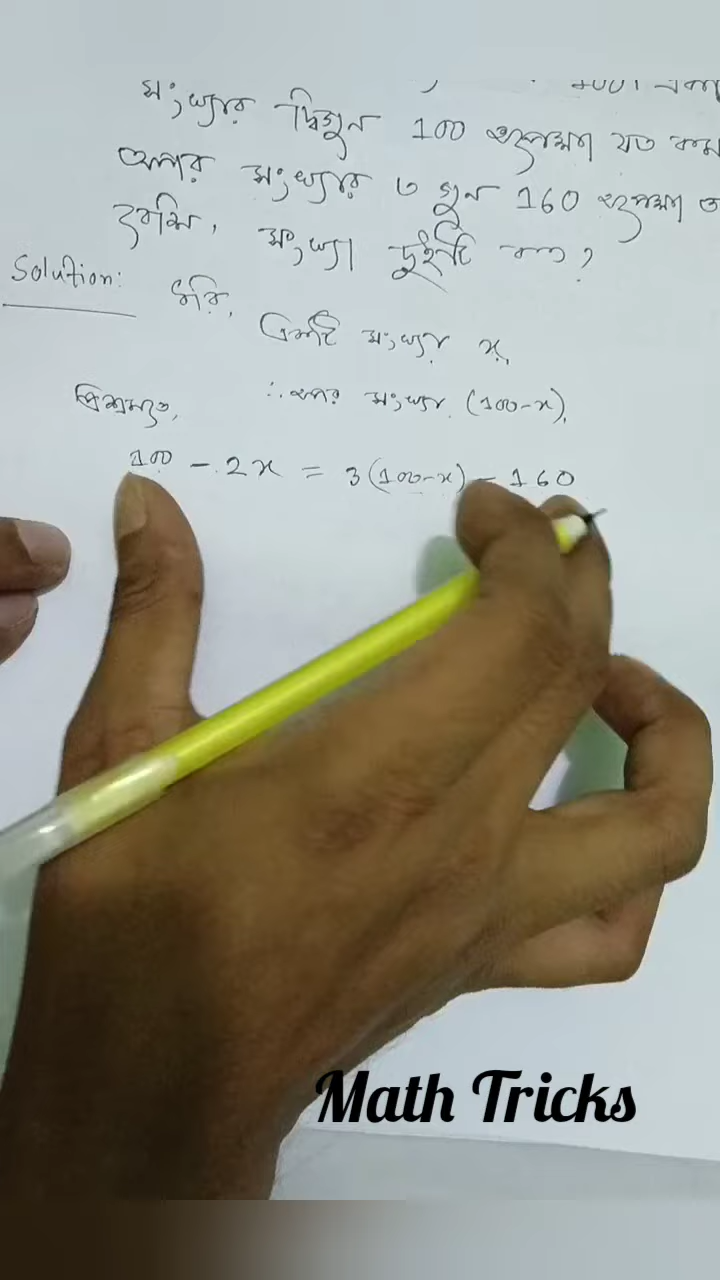 সংখ্যার দ্বিগুন 100 অপেক্ষা যত কম
অপর সংখ্যার ৩ গুন 160 অপেক্ষা ত
বেশি, সংখ্যা দুইটি কত?
Solution: ধরি,
একটি সংখ্যা x,
∴ অপর সংখ্যা (100-x),
প্রশ্নমতে,
100 - 2x = 3(100-x) - 160
Math Tricks